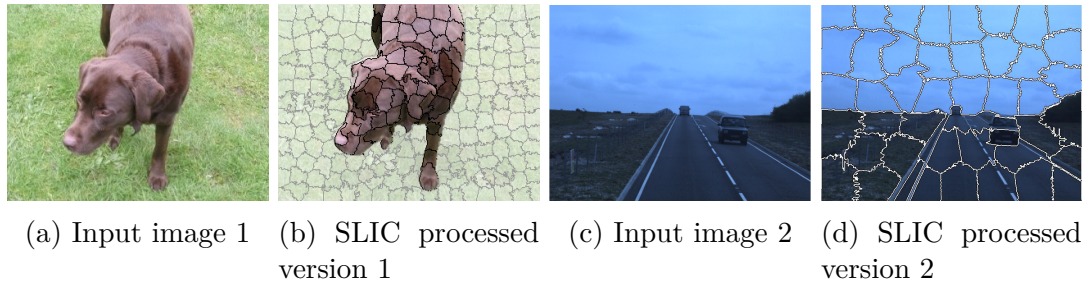 (a) Input image 1
(b) SLIC processed
version 1
(c) Input image 2
(d) SLIC processed
version 2